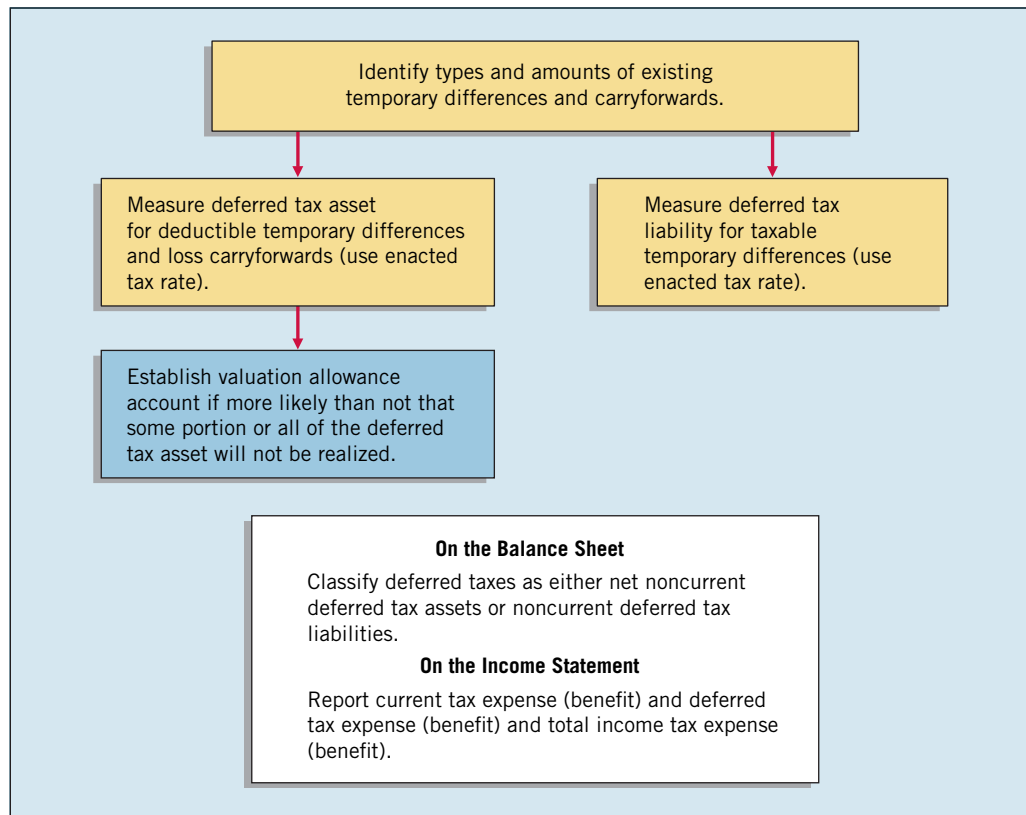 Identify types and amounts of existing
temporary differences and carryforwards.
Measure deferred tax asset
for deductible temporary differences
and loss carryforwards (use enacted
tax rate).
Measure deferred tax
liability for taxable
temporary differences (use
enacted tax rate).
Establish valuation allowance
account if more likely than not that
some portion or all of the deferred
tax asset will not be realized.
On the Balance Sheet
Classify deferred taxes as either net noncurrent
deferred tax assets or noncurrent deferred tax
liabilities.
On the Income Statement
Report current tax expense (benefit) and deferred
tax expense (benefit) and total income tax expense
(benefit).